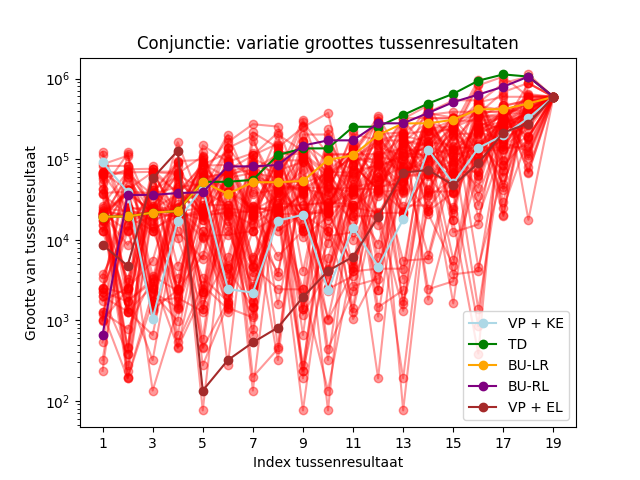 Conjunctie: variatie groottes tussenresultaten
Grootte van tussenresultaat
10^6
10^5
10^4
10^3
10^2
1 3 5 7 9 11 13 15 17 19
Index tussenresultaat
VP + KE
TD
BU-LR
BU-RL
VP + EL